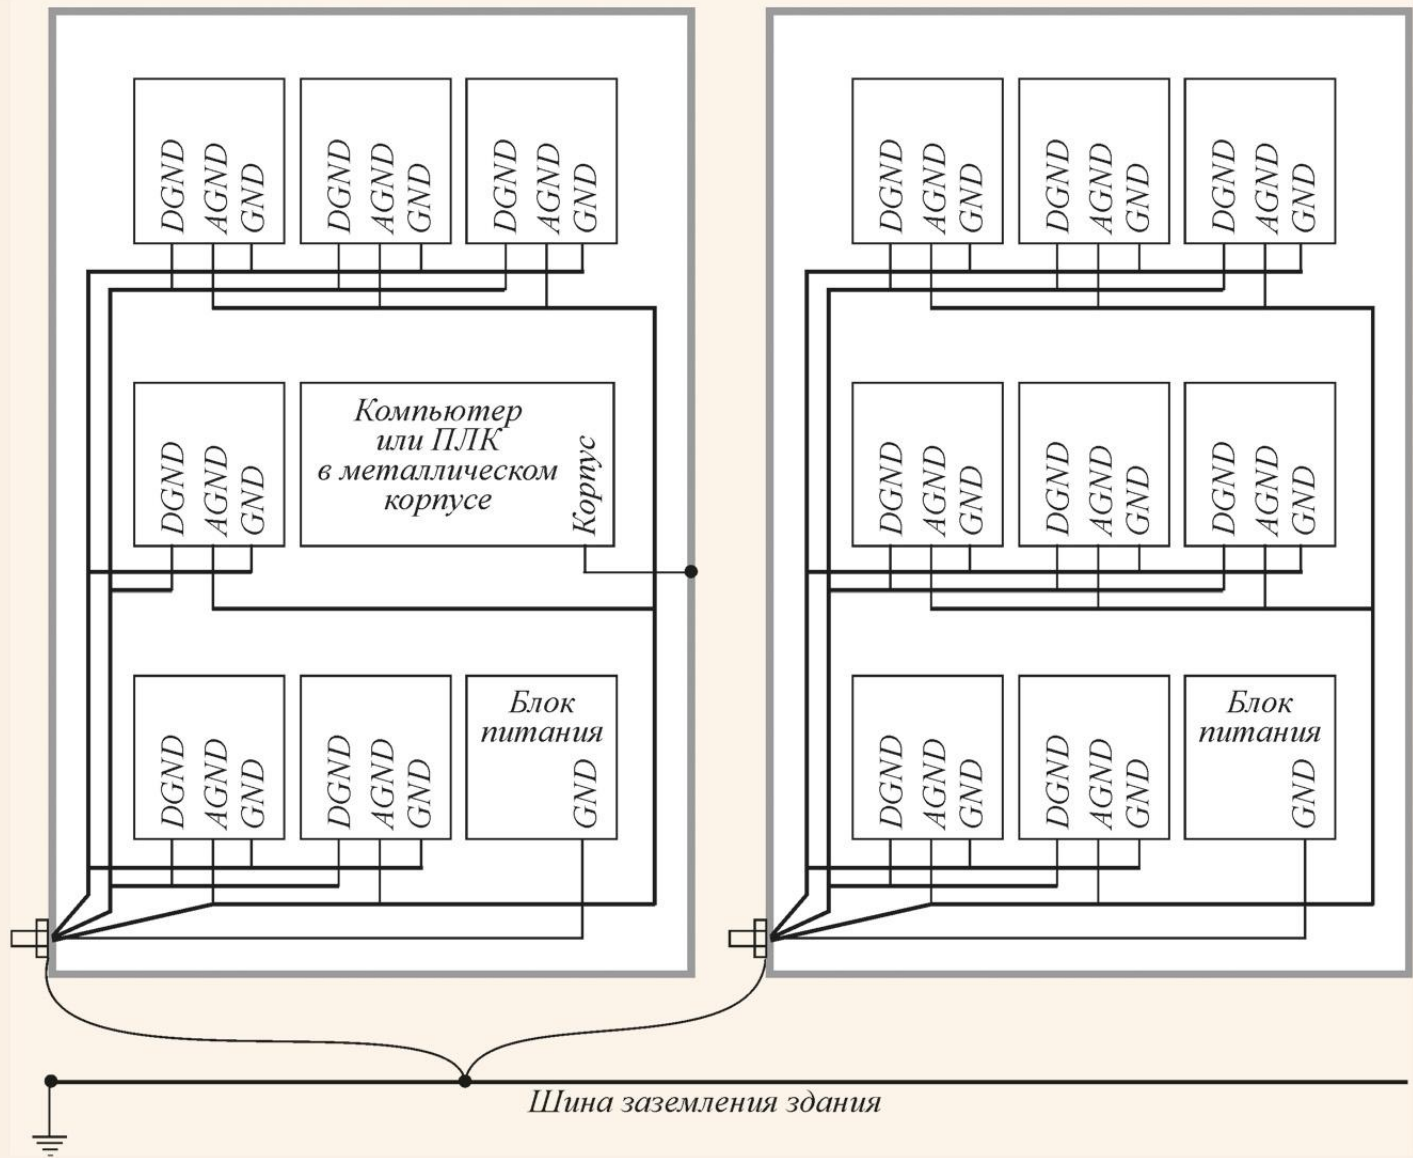 DGND AGND GND DGND AGND GND DGND AGND GND
DGND AGND GND DGND AGND GND DGND AGND GND
DGND AGND GND
Компьютер
или ПЛК
в металлическом
корпусе
Корпус
DGND AGND GND DGND AGND GND DGND AGND GND
DGND AGND GND DGND AGND GND
Блок
питания
GND
DGND AGND GND DGND AGND GND
Блок
питания
GND
Шина заземления здания